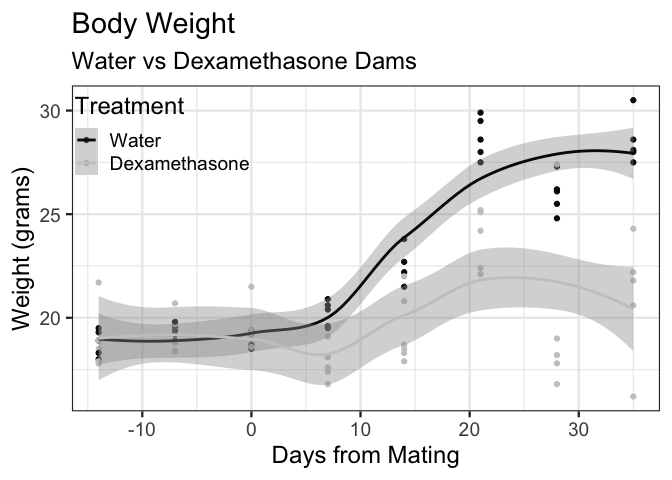 Body Weight
Water vs Dexamethasone Dams
Treatment
Water
Dexamethasone
30
25
20
Weight (grams)
-10 0 10 20 30
Days from Mating